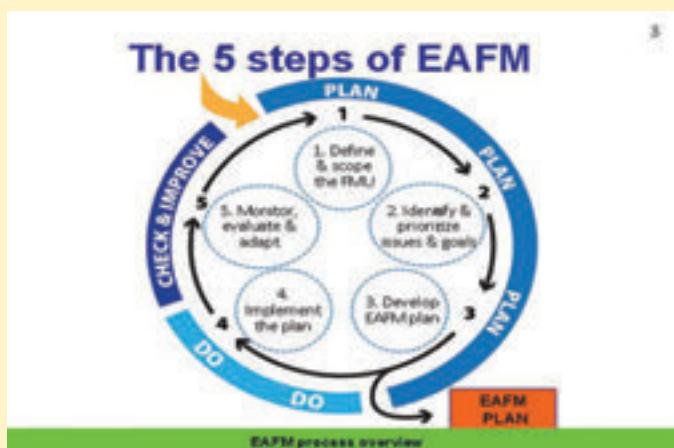 3
The 5 steps of EAFM
PLAN
1
1. Define
& scope
the FMU
PLAN
2
2. Identify &
prioritize
issues & goals
PLAN
3
3. Develop
EAFM plan
DO
DO
4
4.
Implement
the plan
CHECK & IMPROVE
5
5. Monitor,
evaluate &
adapt
EAFM
PLAN
EAFM process overview